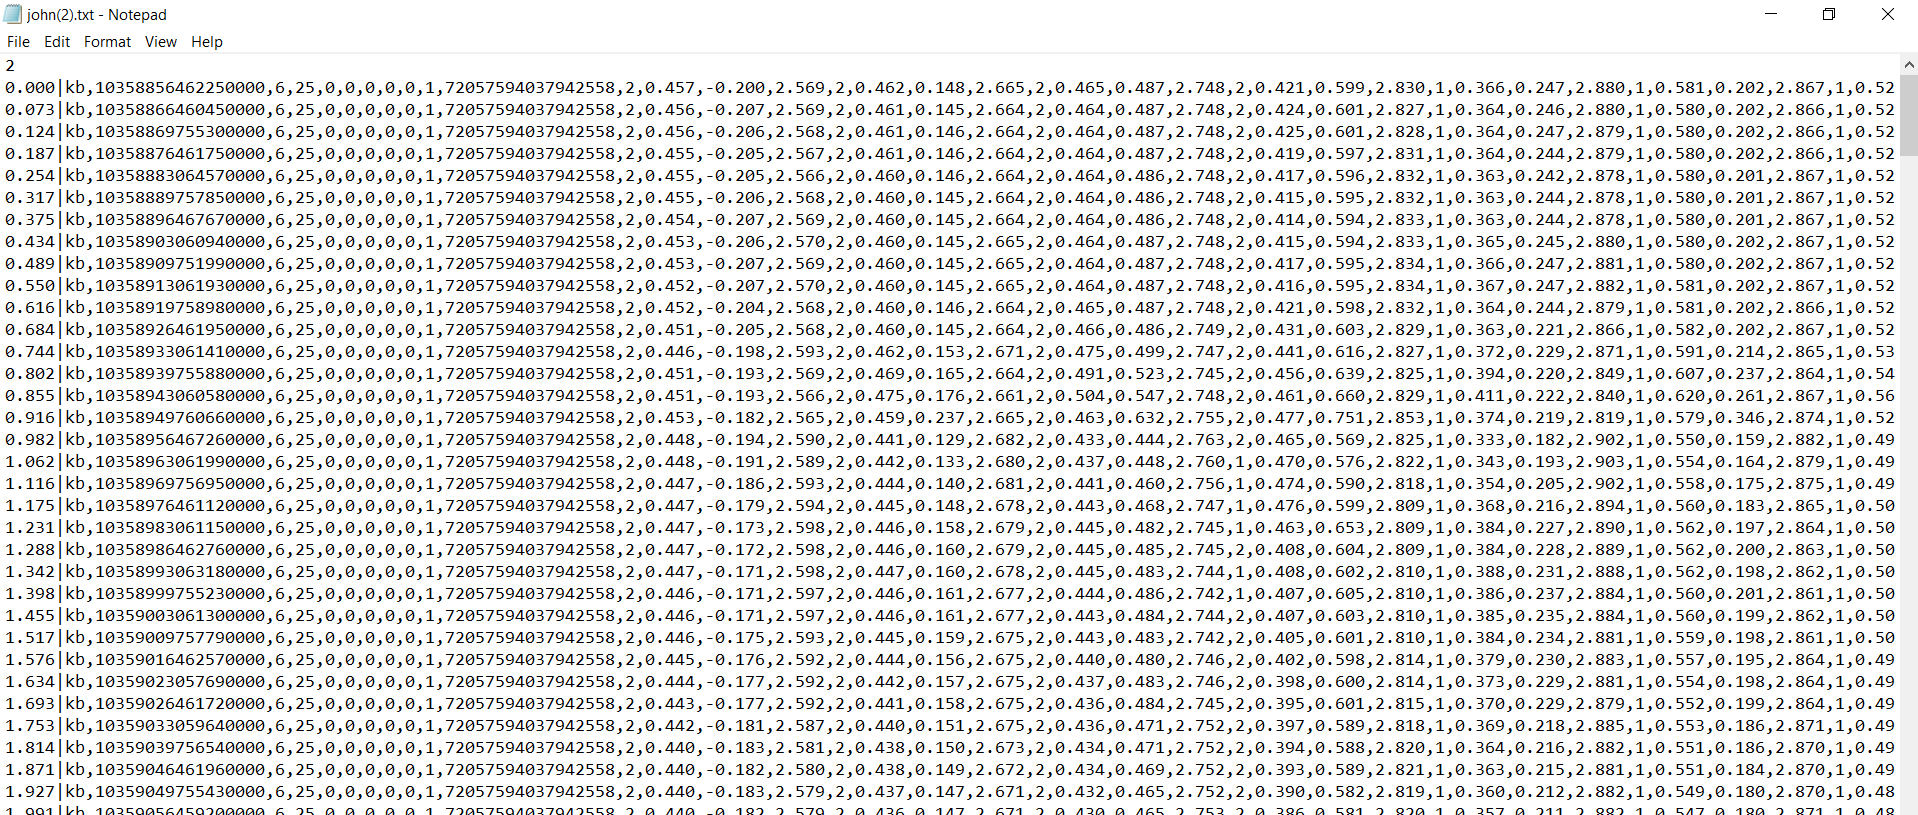 john(2).txt - Notepad
File Edit Format View Help
2
0.000|kb,10358856462250000,6,25,0,0,0,0,0,1,72057594037942558,2,0.457,-0.200,2.569,2,0.462,0.148,2.665,2,0.465,0.487,2.748,2,0.421,0.599,2.830,1,0.366,0.247,2.880,1,0.581,0.202,2.867,1,0.52
0.073|kb,10358866460450000,6,25,0,0,0,0,0,1,72057594037942558,2,0.456,-0.207,2.569,2,0.461,0.145,2.664,2,0.464,0.487,2.748,2,0.424,0.601,2.827,1,0.364,0.246,2.880,1,0.580,0.202,2.866,1,0.52
0.124|kb,10358869755300000,6,25,0,0,0,0,0,1,72057594037942558,2,0.456,-0.206,2.568,2,0.461,0.146,2.664,2,0.464,0.487,2.748,2,0.425,0.601,2.828,1,0.364,0.247,2.879,1,0.580,0.202,2.866,1,0.52
0.187|kb,10358876461750000,6,25,0,0,0,0,0,1,72057594037942558,2,0.455,-0.205,2.567,2,0.461,0.146,2.664,2,0.464,0.487,2.748,2,0.419,0.597,2.831,1,0.364,0.244,2.879,1,0.580,0.202,2.866,1,0.52
0.254|kb,10358883064570000,6,25,0,0,0,0,0,1,72057594037942558,2,0.455,-0.205,2.566,2,0.460,0.146,2.664,2,0.464,0.486,2.748,2,0.417,0.596,2.832,1,0.363,0.242,2.878,1,0.580,0.201,2.867,1,0.52
0.317|kb,10358889757850000,6,25,0,0,0,0,0,1,72057594037942558,2,0.455,-0.206,2.568,2,0.460,0.145,2.664,2,0.464,0.486,2.748,2,0.415,0.595,2.832,1,0.363,0.244,2.878,1,0.580,0.201,2.867,1,0.52
0.375|kb,10358896467670000,6,25,0,0,0,0,0,1,72057594037942558,2,0.454,-0.207,2.569,2,0.460,0.145,2.664,2,0.464,0.486,2.748,2,0.414,0.594,2.833,1,0.363,0.244,2.878,1,0.580,0.201,2.867,1,0.52
0.434|kb,10358903060940000,6,25,0,0,0,0,0,1,72057594037942558,2,0.453,-0.206,2.570,2,0.460,0.145,2.665,2,0.464,0.487,2.748,2,0.415,0.594,2.833,1,0.365,0.245,2.880,1,0.580,0.202,2.867,1,0.52
0.489|kb,10358909751990000,6,25,0,0,0,0,0,1,72057594037942558,2,0.453,-0.207,2.569,2,0.460,0.145,2.665,2,0.464,0.487,2.748,2,0.417,0.595,2.834,1,0.366,0.247,2.881,1,0.580,0.202,2.867,1,0.52
0.550|kb,10358913061930000,6,25,0,0,0,0,0,1,72057594037942558,2,0.452,-0.207,2.570,2,0.460,0.145,2.665,2,0.464,0.487,2.748,2,0.416,0.595,2.834,1,0.367,0.247,2.882,1,0.581,0.202,2.867,1,0.52
0.616|kb,10358919758980000,6,25,0,0,0,0,0,1,72057594037942558,2,0.452,-0.204,2.568,2,0.460,0.146,2.664,2,0.465,0.487,2.748,2,0.421,0.598,2.832,1,0.364,0.244,2.879,1,0.581,0.202,2.866,1,0.52
0.684|kb,10358926461950000,6,25,0,0,0,0,0,1,72057594037942558,2,0.451,-0.205,2.568,2,0.460,0.145,2.664,2,0.466,0.486,2.749,2,0.431,0.603,2.829,1,0.363,0.221,2.866,1,0.582,0.202,2.867,1,0.52
0.744|kb,10358933061410000,6,25,0,0,0,0,0,1,72057594037942558,2,0.446,-0.198,2.593,2,0.462,0.153,2.671,2,0.475,0.499,2.747,2,0.441,0.616,2.827,1,0.372,0.229,2.871,1,0.591,0.214,2.865,1,0.53
0.802|kb,10358939755880000,6,25,0,0,0,0,0,1,72057594037942558,2,0.451,-0.193,2.569,2,0.469,0.165,2.664,2,0.491,0.523,2.745,2,0.456,0.639,2.825,1,0.394,0.220,2.849,1,0.607,0.237,2.864,1,0.54
0.855|kb,10358943060580000,6,25,0,0,0,0,0,1,72057594037942558,2,0.451,-0.193,2.566,2,0.475,0.176,2.661,2,0.504,0.547,2.748,2,0.461,0.660,2.829,1,0.411,0.222,2.840,1,0.620,0.261,2.867,1,0.56
0.916|kb,10358949760660000,6,25,0,0,0,0,0,1,72057594037942558,2,0.453,-0.182,2.565,2,0.459,0.237,2.665,2,0.463,0.632,2.755,2,0.477,0.751,2.853,1,0.374,0.219,2.819,1,0.579,0.346,2.874,1,0.52
0.982|kb,10358956467260000,6,25,0,0,0,0,0,1,72057594037942558,2,0.448,-0.194,2.590,2,0.441,0.129,2.682,2,0.433,0.444,2.763,2,0.465,0.569,2.825,1,0.333,0.182,2.902,1,0.550,0.159,2.882,1,0.49
1.062|kb,10358963061990000,6,25,0,0,0,0,0,1,72057594037942558,2,0.448,-0.191,2.589,2,0.442,0.133,2.680,2,0.437,0.448,2.760,1,0.470,0.576,2.822,1,0.343,0.193,2.903,1,0.554,0.164,2.879,1,0.49
1.116|kb,10358969756950000,6,25,0,0,0,0,0,1,72057594037942558,2,0.447,-0.186,2.593,2,0.444,0.140,2.681,2,0.441,0.460,2.756,1,0.474,0.590,2.818,1,0.354,0.205,2.902,1,0.558,0.175,2.875,1,0.49
1.175|kb,10358976461120000,6,25,0,0,0,0,0,1,72057594037942558,2,0.447,-0.179,2.594,2,0.445,0.148,2.678,2,0.443,0.468,2.747,1,0.476,0.599,2.809,1,0.368,0.216,2.894,1,0.560,0.183,2.865,1,0.50
1.231|kb,10358983061150000,6,25,0,0,0,0,0,1,72057594037942558,2,0.447,-0.173,2.598,2,0.446,0.158,2.679,2,0.445,0.482,2.745,1,0.463,0.653,2.809,1,0.384,0.227,2.890,1,0.562,0.197,2.864,1,0.50
1.288|kb,10358986462760000,6,25,0,0,0,0,0,1,72057594037942558,2,0.447,-0.172,2.598,2,0.446,0.160,2.679,2,0.445,0.485,2.745,2,0.408,0.604,2.809,1,0.384,0.228,2.889,1,0.562,0.200,2.863,1,0.50
1.342|kb,10358993063180000,6,25,0,0,0,0,0,1,72057594037942558,2,0.447,-0.171,2.598,2,0.447,0.160,2.678,2,0.445,0.483,2.744,1,0.408,0.602,2.810,1,0.388,0.231,2.888,1,0.562,0.198,2.862,1,0.50
1.398|kb,10358999755230000,6,25,0,0,0,0,0,1,72057594037942558,2,0.446,-0.171,2.597,2,0.446,0.161,2.677,2,0.444,0.486,2.742,1,0.407,0.605,2.810,1,0.386,0.237,2.884,1,0.560,0.201,2.861,1,0.50
1.455|kb,10359003061300000,6,25,0,0,0,0,0,1,72057594037942558,2,0.446,-0.171,2.597,2,0.446,0.161,2.677,2,0.443,0.484,2.744,2,0.407,0.603,2.810,1,0.385,0.235,2.884,1,0.560,0.199,2.862,1,0.50
1.517|kb,10359009757790000,6,25,0,0,0,0,0,1,72057594037942558,2,0.446,-0.175,2.593,2,0.445,0.159,2.675,2,0.443,0.483,2.742,2,0.405,0.601,2.810,1,0.384,0.234,2.881,1,0.559,0.198,2.861,1,0.50
1.576|kb,10359016462570000,6,25,0,0,0,0,0,1,72057594037942558,2,0.445,-0.176,2.592,2,0.444,0.156,2.675,2,0.440,0.480,2.746,2,0.402,0.598,2.814,1,0.379,0.230,2.883,1,0.557,0.195,2.864,1,0.49
1.634|kb,10359023057690000,6,25,0,0,0,0,0,1,72057594037942558,2,0.444,-0.177,2.592,2,0.442,0.157,2.675,2,0.437,0.483,2.746,2,0.398,0.600,2.814,1,0.373,0.229,2.881,1,0.554,0.198,2.864,1,0.49
1.693|kb,10359026461720000,6,25,0,0,0,0,0,1,72057594037942558,2,0.443,-0.177,2.592,2,0.441,0.158,2.675,2,0.436,0.484,2.745,2,0.395,0.601,2.815,1,0.370,0.229,2.879,1,0.552,0.199,2.864,1,0.49
1.753|kb,10359033059640000,6,25,0,0,0,0,0,1,72057594037942558,2,0.442,-0.181,2.587,2,0.440,0.151,2.675,2,0.436,0.471,2.752,2,0.397,0.589,2.818,1,0.369,0.218,2.885,1,0.553,0.186,2.871,1,0.49
1.814|kb,10359039756540000,6,25,0,0,0,0,0,1,72057594037942558,2,0.440,-0.183,2.581,2,0.438,0.150,2.673,2,0.434,0.471,2.752,2,0.394,0.588,2.820,1,0.364,0.216,2.882,1,0.551,0.186,2.870,1,0.49
1.871|kb,10359046461960000,6,25,0,0,0,0,0,1,72057594037942558,2,0.440,-0.182,2.580,2,0.438,0.149,2.672,2,0.434,0.469,2.752,2,0.393,0.589,2.821,1,0.363,0.215,2.881,1,0.551,0.184,2.870,1,0.49
1.927|kb,10359049755430000,6,25,0,0,0,0,0,1,72057594037942558,2,0.440,-0.183,2.579,2,0.437,0.147,2.671,2,0.432,0.465,2.752,2,0.390,0.582,2.819,1,0.360,0.212,2.882,1,0.549,0.180,2.870,1,0.48
1.991|kb,10359056459200000,6,25,0,0,0,0,0,1,72057594037942558,2,0.440,-0.182,2.579,2,0.436,0.147,2.671,2,0.430,0.465,2.753,2,0.386,0.581,2.820,1,0.357,0.211,2.882,1,0.547,0.180,2.871,1,0.48